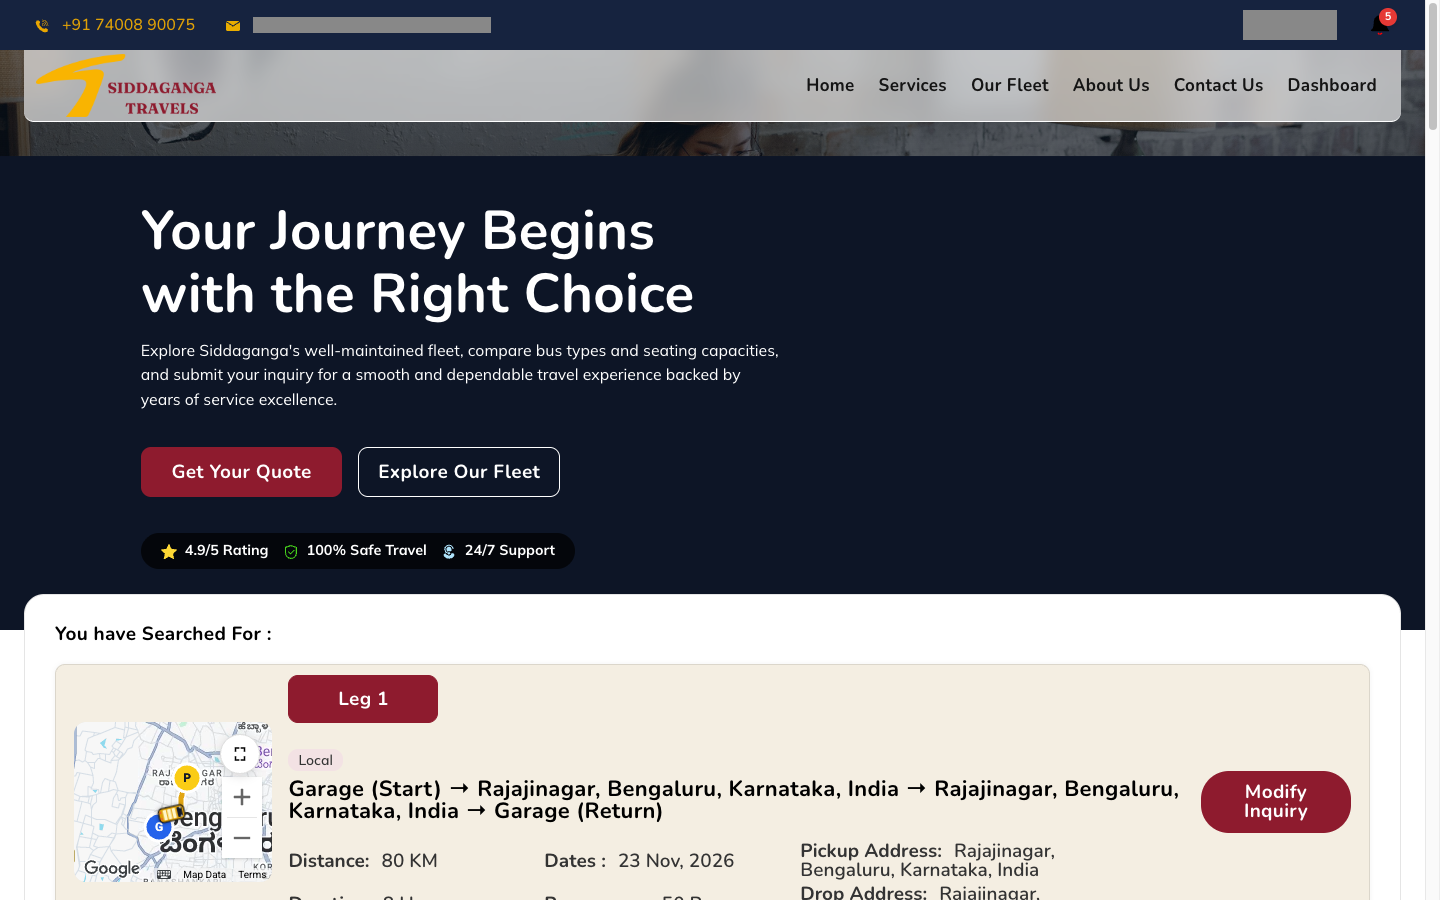 +91 74008 90075
5
SIDDAGANGA
TRAVELS
Home Services Our Fleet About Us Contact Us Dashboard
Your Journey Begins
with the Right Choice
Explore Siddaganga's well-maintained fleet, compare bus types and seating capacities,
and submit your inquiry for a smooth and dependable travel experience backed by
years of service excellence.
Get Your Quote Explore Our Fleet
4.9/5 Rating 100% Safe Travel 24/7 Support
You have Searched For :
Leg 1
Local
Garage (Start) → Rajajinagar, Bengaluru, Karnataka, India → Rajajinagar, Bengaluru,
Karnataka, India → Garage (Return)
Modify
Inquiry
Distance: 80 KM
Dates : 23 Nov, 2026
Pickup Address: Rajajinagar,
Bengaluru, Karnataka, India
Drop Address: Rajajinagar,
P
G
Google
Map Data Terms